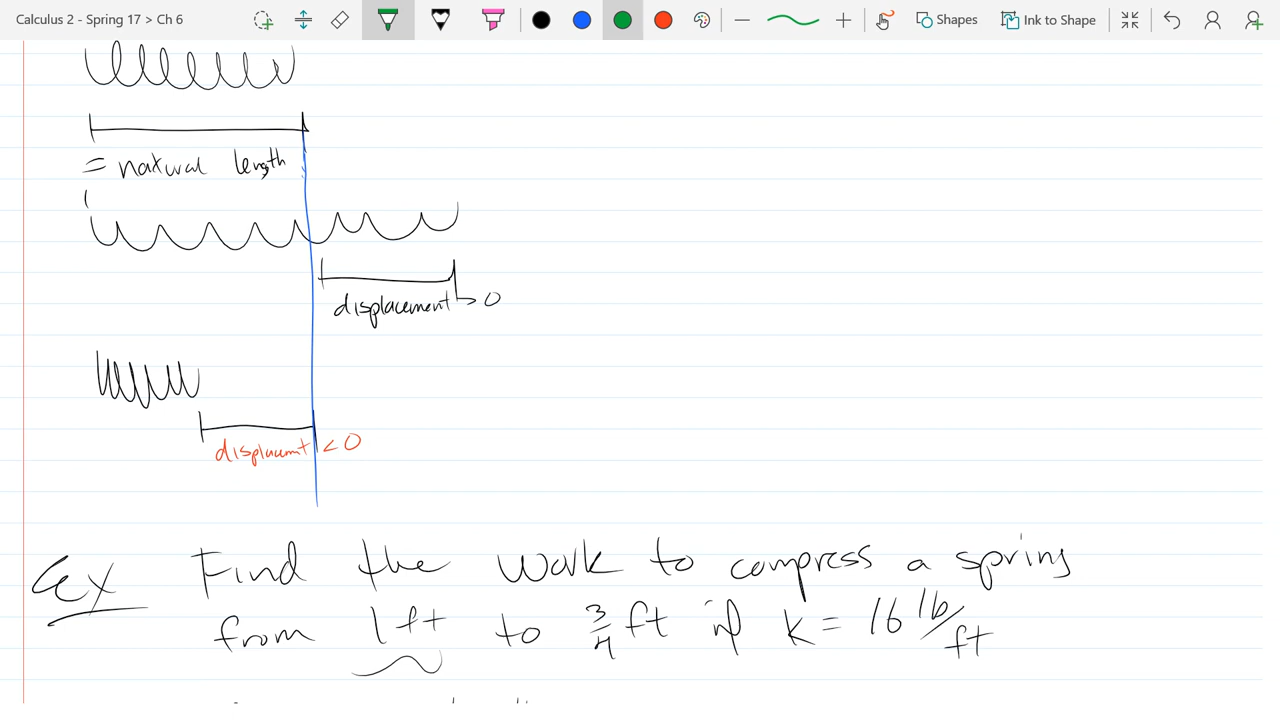 Calculus 2 - Spring 17 > Ch 6
Shapes
Ink to Shape
= natural length
displacement > 0
displacemt < 0
Ex Find the work to compress a spring
from 1 ft to 3/4 ft if k = 16 lb/ft